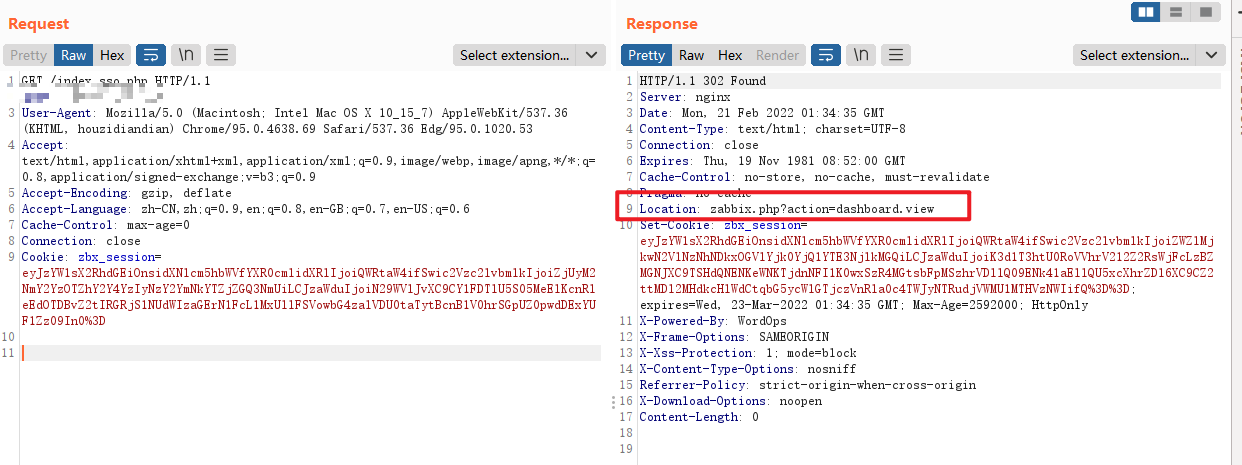 Request
Pretty Raw Hex \n Select extension...
1 GET /index_sso.php HTTP/1.1
3 User-Agent: Mozilla/5.0 (Macintosh; Intel Mac OS X 10_15_7) AppleWebKit/537.36
(KHTML, houzidiandian) Chrome/95.0.4638.69 Safari/537.36 Edg/95.0.1020.53
4 Accept:
text/html,application/xhtml+xml,application/xml;q=0.9,image/webp,image/apng,*/*;q=
0.8,application/signed-exchange;v=b3;q=0.9
5 Accept-Encoding: gzip, deflate
6 Accept-Language: zh-CN,zh;q=0.9,en;q=0.8,en-GB;q=0.7,en-US;q=0.6
7 Cache-Control: max-age=0
8 Connection: close
9 Cookie: zbx_session=
10
11
Response
Pretty Raw Hex Render \n Select extension...
1 HTTP/1.1 302 Found
2 Server: nginx
3 Date: Mon, 21 Feb 2022 01:34:35 GMT
4 Content-Type: text/html; charset=UTF-8
5 Connection: close
6 Expires: Thu, 19 Nov 1981 08:52:00 GMT
7 Cache-Control: no-store, no-cache, must-revalidate
8 Pragma: no-cache
9 Location: zabbix.php?action=dashboard.view
10 Set-Cookie: zbx_session=
expires=Wed, 23-Mar-2022 01:34:35 GMT; Max-Age=2592000; HttpOnly
11 X-Powered-By: WordOps
12 X-Frame-Options: SAMEORIGIN
13 X-Xss-Protection: 1; mode=block
14 X-Content-Type-Options: nosniff
15 Referrer-Policy: strict-origin-when-cross-origin
16 X-Download-Options: noopen
17 Content-Length: 0
18
19